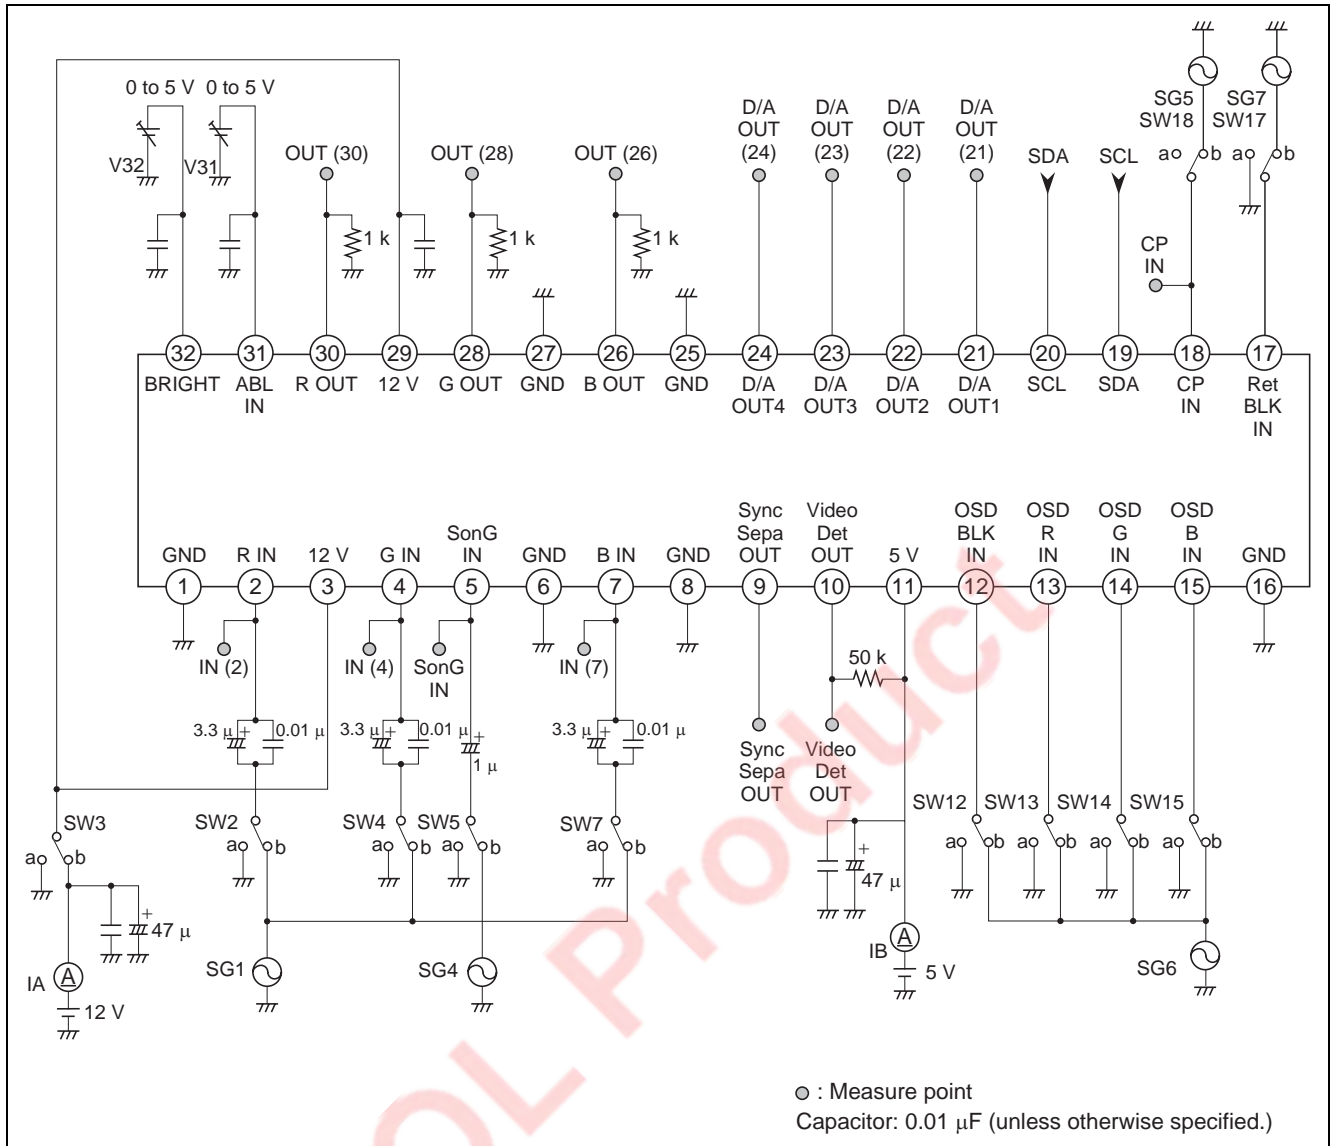 0 to 5 V 0 to 5 V
V32 V31
OUT (30) OUT (28) OUT (26)
1 k 1 k 1 k
D/A OUT (24)
D/A OUT (23)
D/A OUT (22)
D/A OUT (21)
SDA SCL
SG5 SW18
SG7 SW17
a b a b
CP IN
32 31 30 29 28 27 26 25 24 23 22 21 20 19 18 17
BRIGHT
ABL IN
R OUT
12 V
G OUT
GND
B OUT
GND
D/A OUT4
D/A OUT3
D/A OUT2
D/A OUT1
SCL
SDA
CP IN
Ret BLK IN
GND
R IN
12 V
G IN
SonG IN
GND
B IN
GND
Sync Sepa OUT
Video Det OUT
5 V
OSD BLK IN
OSD R IN
OSD G IN
OSD B IN
GND
1 2 3 4 5 6 7 8 9 10 11 12 13 14 15 16
IN (2) IN (4)
SonG IN
IN (7)
50 k
3.3 μ + 0.01 μ
3.3 μ + 0.01 μ
+ 1 μ
3.3 μ + 0.01 μ
Sync Sepa OUT
Video Det OUT
SW3 a b
SW2 a b
SW4 a b
SW5 a b
SW7 a b
SW12 a b
SW13 a b
SW14 a b
SW15 a b
+ 47 μ
+ 47 μ
IA A
12 V
SG1
SG4
IB A
5 V
SG6
: Measure point
Capacitor: 0.01 μF (unless otherwise specified.)
OL Product